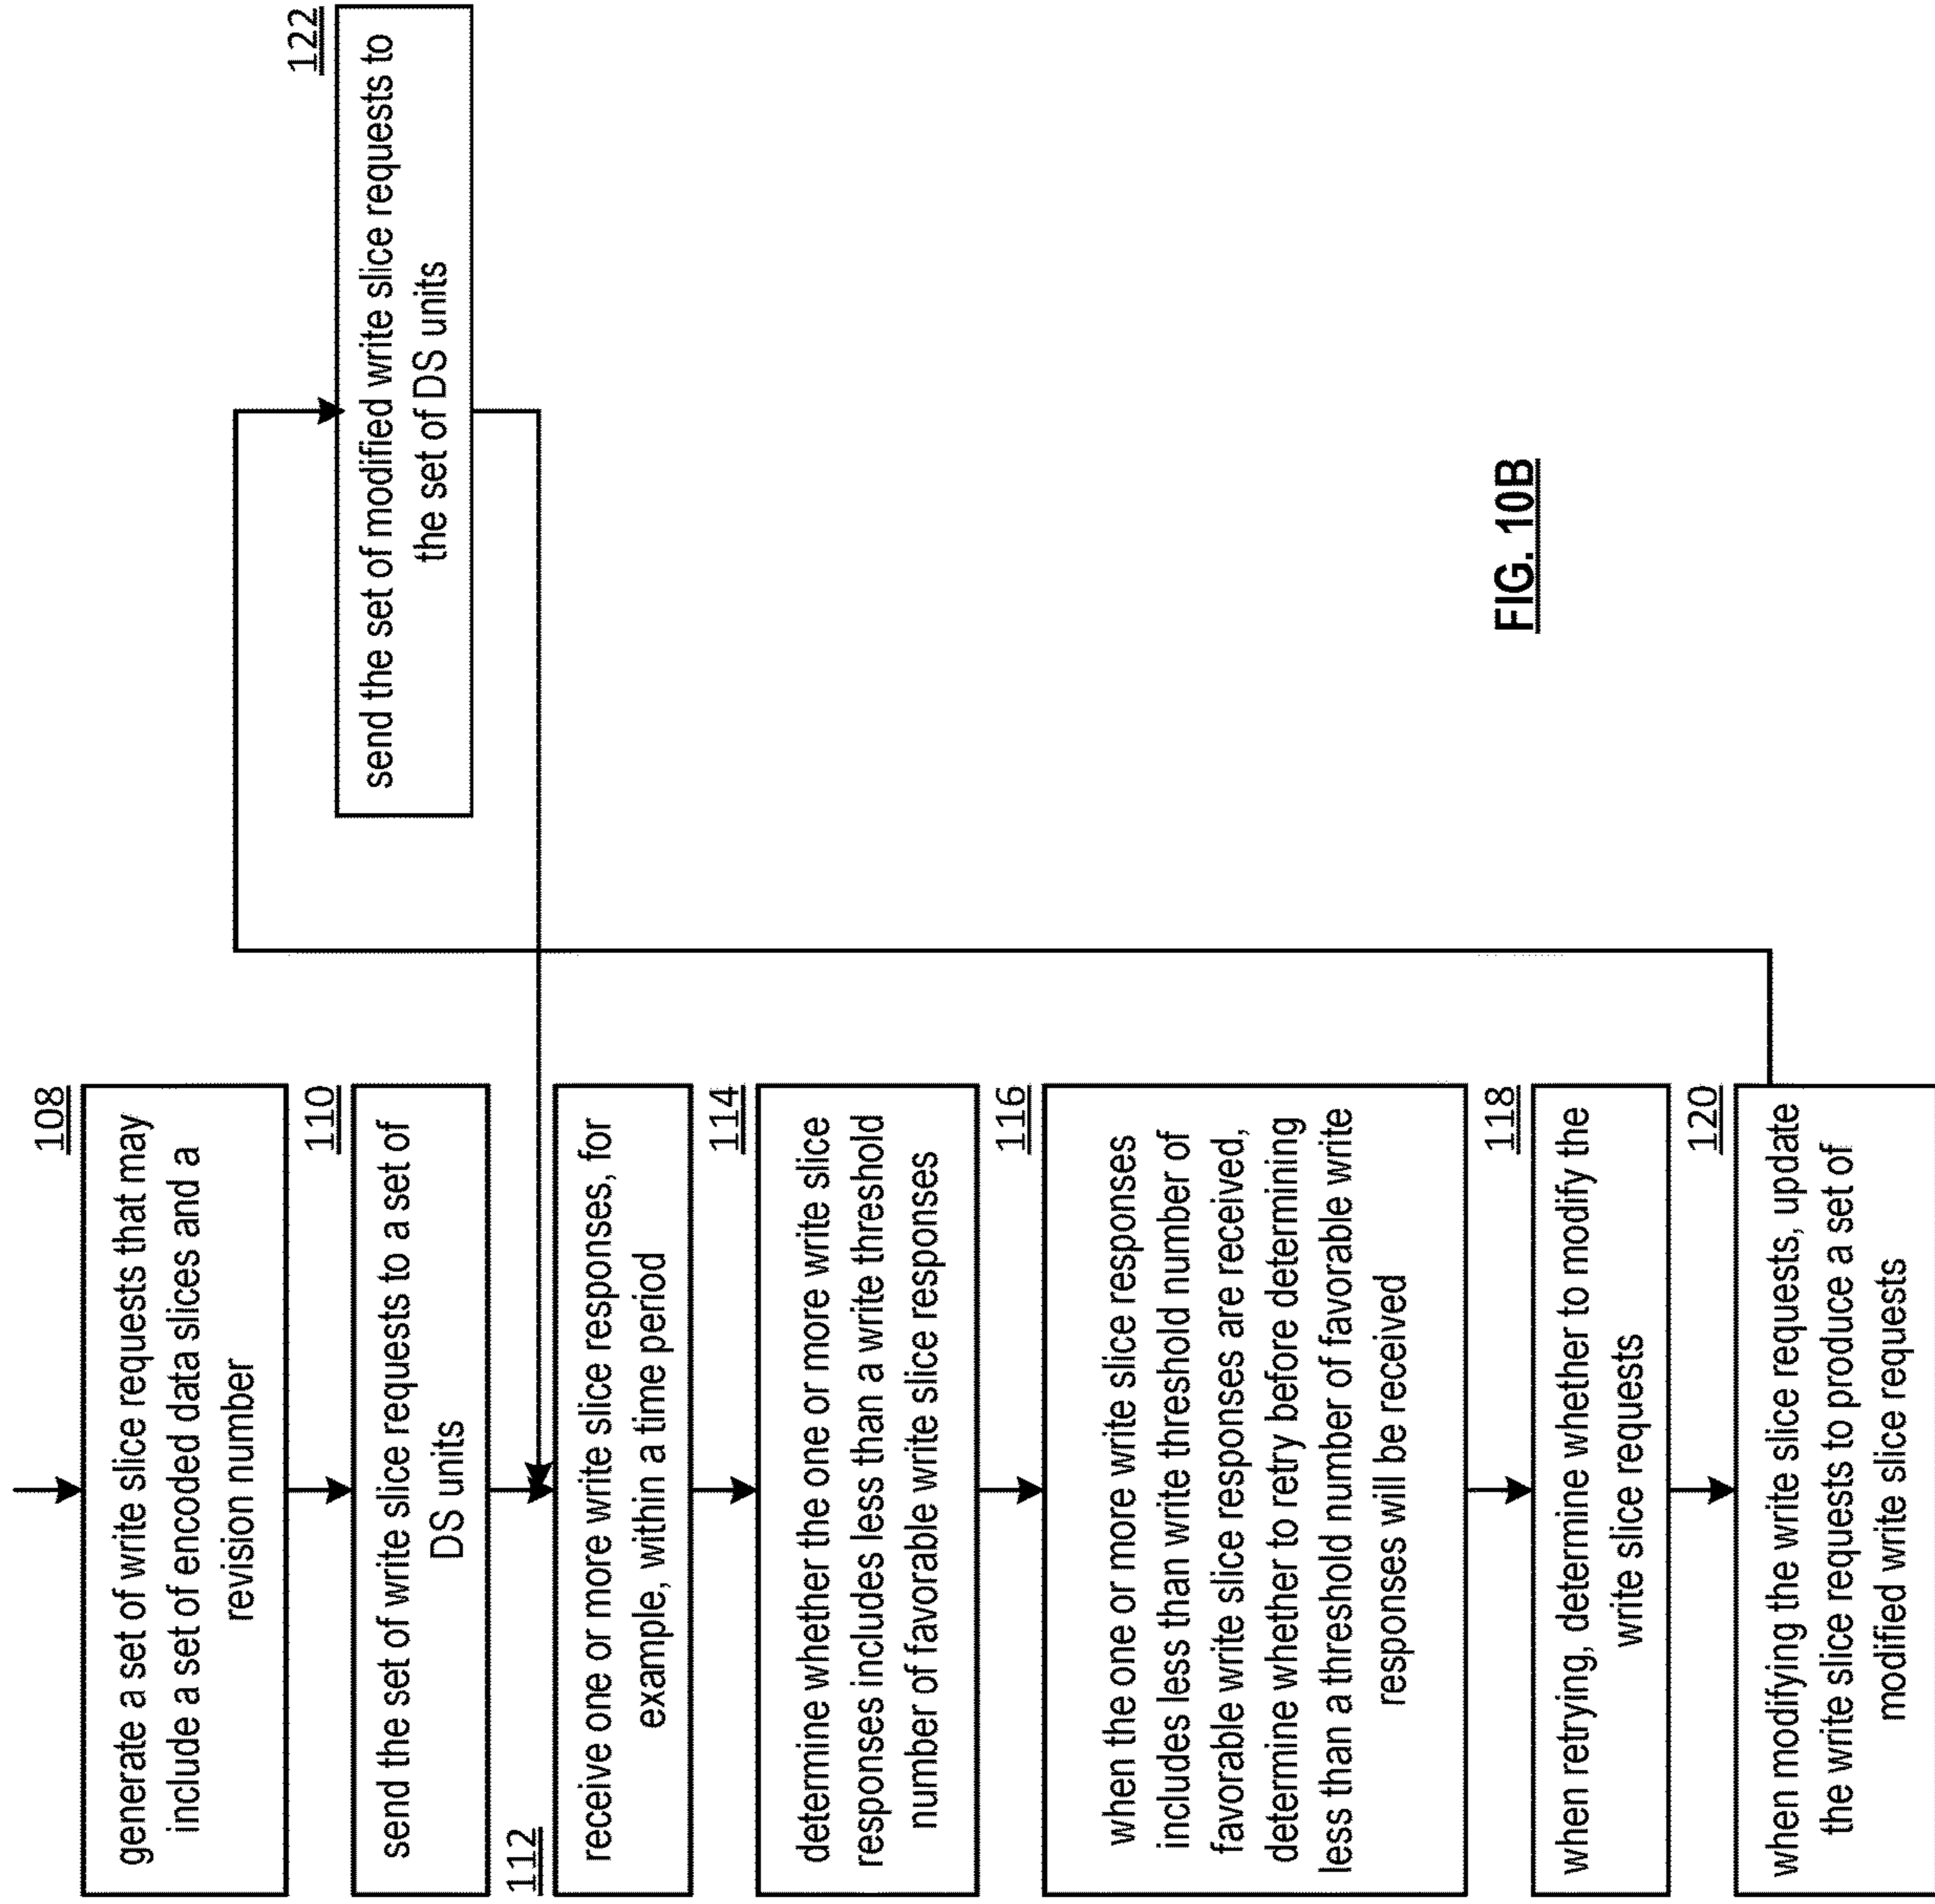 108
generate a set of write slice requests that may
include a set of encoded data slices and a
revision number
110
send the set of write slice requests to a set of
DS units
112
receive one or more write slice responses, for
example, within a time period
114
determine whether the one or more write slice
responses includes less than a write threshold
number of favorable write slice responses
116
when the one or more write slice responses
includes less than write threshold number of
favorable write slice responses are received,
determine whether to retry before determining
less than a threshold number of favorable write
responses will be received
118
when retrying, determine whether to modify the
write slice requests
120
when modifying the write slice requests, update
the write slice requests to produce a set of
modified write slice requests
122
send the set of modified write slice requests to
the set of DS units
FIG. 10B